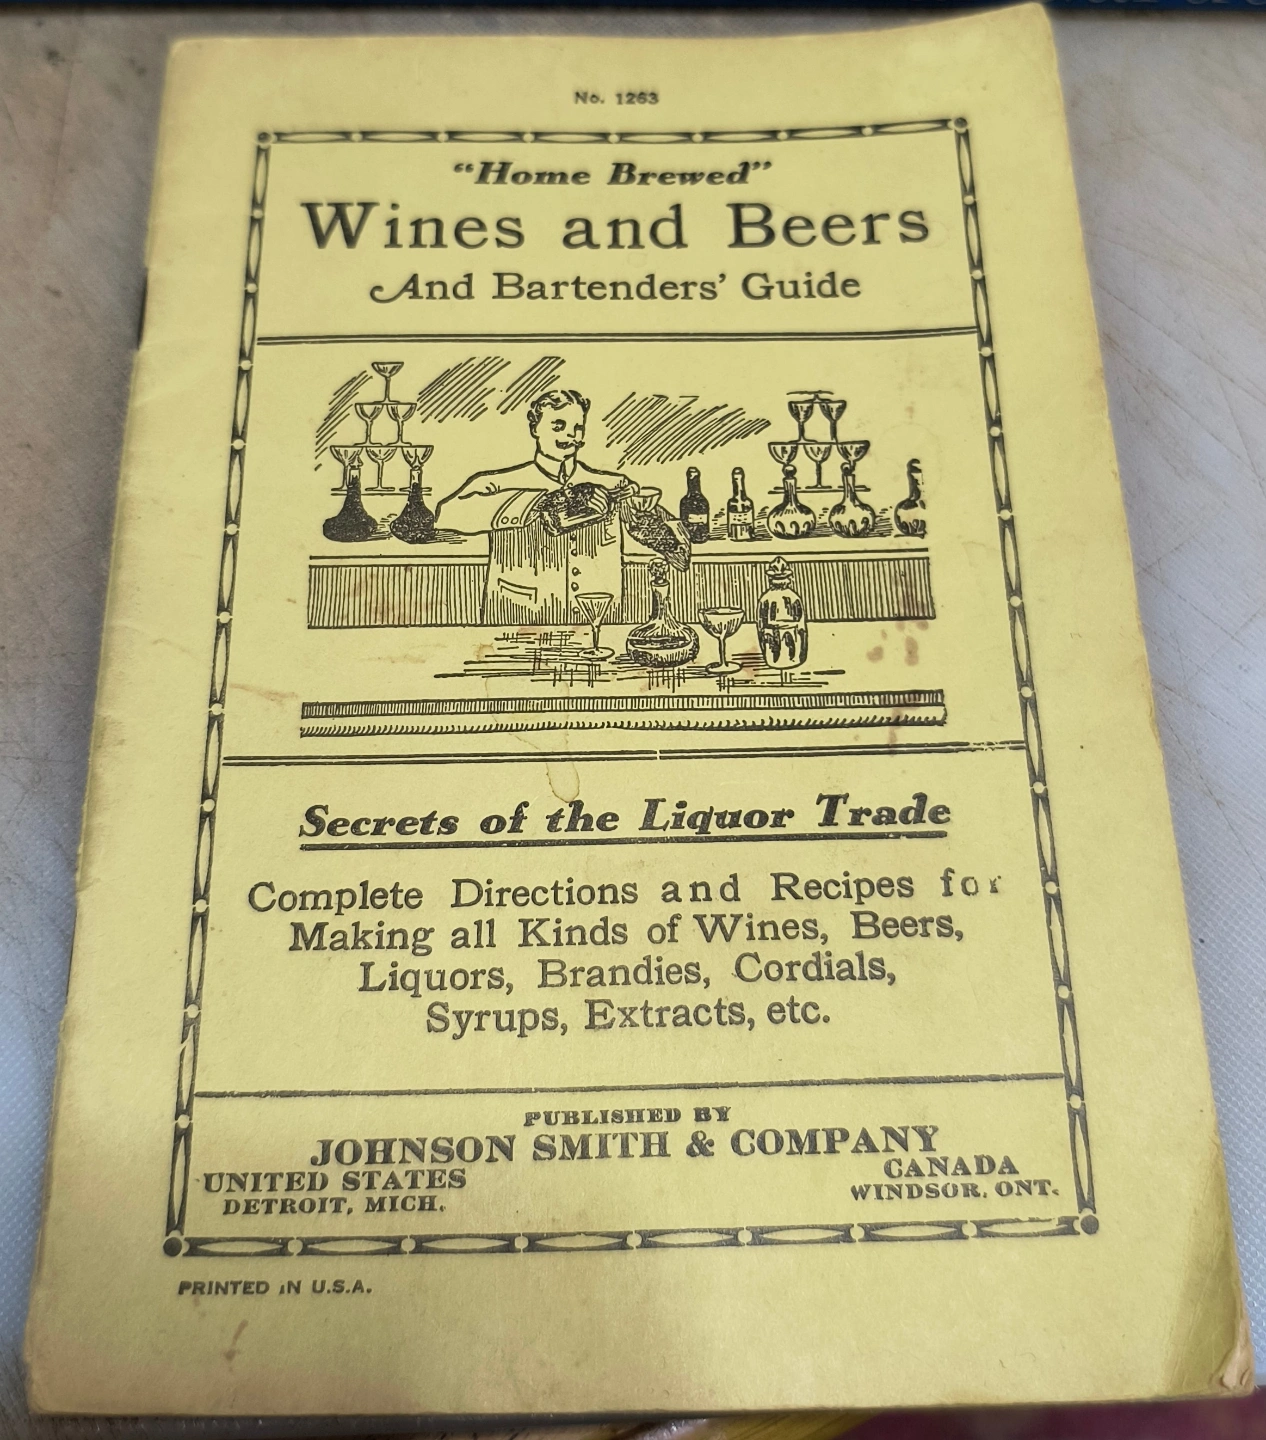 No. 1263
"Home Brewed"
Wines and Beers
And Bartenders' Guide
Secrets of the Liquor Trade
Complete Directions and Recipes for
Making all Kinds of Wines, Beers,
Liquors, Brandies, Cordials,
Syrups, Extracts, etc.
PUBLISHED BY
JOHNSON SMITH & COMPANY
UNITED STATES
DETROIT, MICH.
CANADA
WINDSOR, ONT.
PRINTED IN U.S.A.